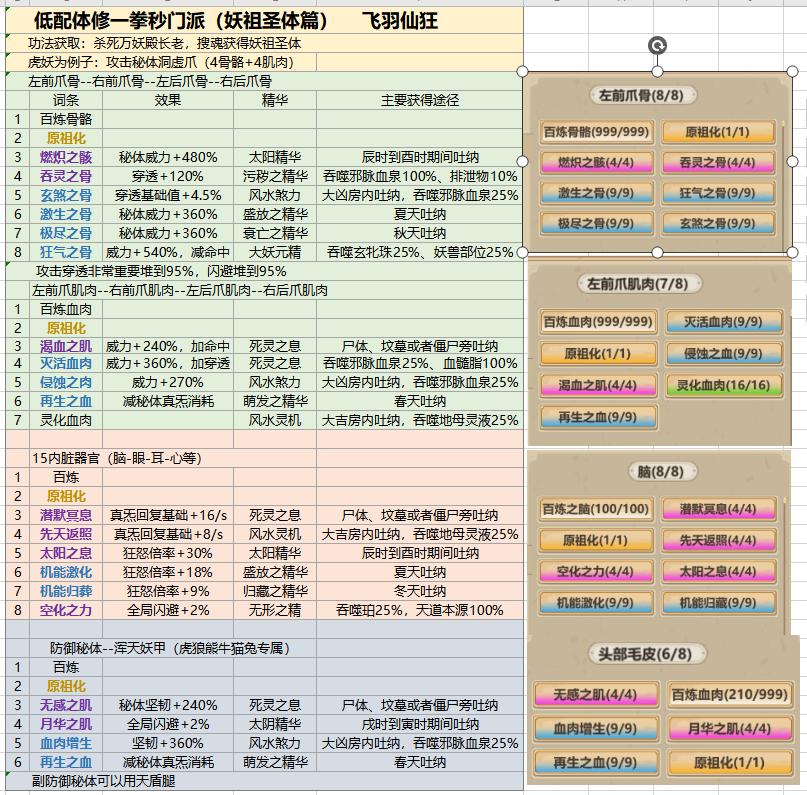 低配体修一拳秒门派（妖祖圣体篇） 飞羽仙狂
功法获取：杀死万妖殿长老，搜魂获得妖祖圣体
虎妖为例子：攻击秘体洞虚爪（4骨骼+4肌肉）
左前爪骨--右前爪骨--左后爪骨--右后爪骨
词条 效果 精华 主要获得途径
1 百炼骨骼
2 原祖化
3 燃炽之骸 秘体威力+480% 太阳精华 辰时到酉时期间吐纳
4 吞灵之骨 穿透+120% 污秽之精华 吞噬邪脉血泉100%、排泄物10%
5 玄煞之骨 穿透基础值+4.5% 风水煞力 大凶房内吐纳，吞噬邪脉血泉25%
6 激生之骨 秘体威力+360% 盛放之精华 夏天吐纳
7 极尽之骨 秘体威力+360% 衰亡之精华 秋天吐纳
8 狂气之骨 威力+540%，减命中 大妖元精 吞噬玄牝珠25%、妖兽部位25%
攻击穿透非常重要堆到95%，闪避堆到95%
左前爪肌肉--右前爪肌肉--左后爪肌肉--右后爪肌肉
1 百炼血肉
2 原祖化
3 渴血之肌 威力+240%，加命中 死灵之息 尸体、坟墓或者僵尸旁吐纳
4 灭活血肉 威力+360%，加穿透 死灵之息 吞噬邪脉血泉25%、血髓脂100%
5 侵蚀之肉 威力+270% 风水煞力 大凶房内吐纳，吞噬邪脉血泉25%
6 再生之血 减秘体真炁消耗 萌发之精华 春天吐纳
7 灵化血肉 风水灵机 大吉房内吐纳，吞噬地母灵液25%
15内脏器官（脑-眼-耳-心等）
1 百炼
2 原祖化
3 潜默冥息 真炁回复基础+16/s 死灵之息 尸体、坟墓或者僵尸旁吐纳
4 先天返照 真炁回复基础+8/s 风水灵机 大吉房内吐纳，吞噬地母灵液25%
5 太阳之息 狂怒倍率+30% 太阳精华 辰时到酉时期间吐纳
6 机能激化 狂怒倍率+18% 盛放之精华 夏天吐纳
7 机能归葬 狂怒倍率+9% 归藏之精华 冬天吐纳
8 空化之力 全局闪避+2% 无形之精 吞噬珀25%，天道本源100%
防御秘体--浑天妖甲（虎狼熊牛猫兔专属）
1 百炼
2 原祖化
3 无感之肌 秘体坚韧+240% 死灵之息 尸体、坟墓或者僵尸旁吐纳
4 月华之肌 全局闪避+2% 太阴精华 戌时到寅时期间吐纳
5 血肉增生 坚韧+360% 风水煞力 大凶房内吐纳，吞噬邪脉血泉25%
6 再生之血 减秘体真炁消耗 萌发之精华 春天吐纳
副防御秘体可以用天盾腿
左前爪骨(8/8)
百炼骨骼(999/999) 原祖化(1/1)
燃炽之骸(4/4) 吞灵之骨(4/4)
激生之骨(9/9) 狂气之骨(9/9)
极尽之骨(9/9) 玄煞之骨(9/9)
左前爪肌肉(7/8)
百炼血肉(999/999) 灭活血肉(9/9)
原祖化(1/1) 侵蚀之血(9/9)
渴血之肌(4/4) 灵化血肉(16/16)
再生之血(9/9)
脑(8/8)
百炼之脑(100/100) 潜默冥息(4/4)
原祖化(1/1) 先天返照(4/4)
空化之力(4/4) 太阳之息(4/4)
机能激化(9/9) 机能归藏(9/9)
头部毛皮(6/8)
无感之肌(4/4) 百炼血肉(210/999)
血肉增生(9/9) 月华之肌(4/4)
再生之血(9/9) 原祖化(1/1)